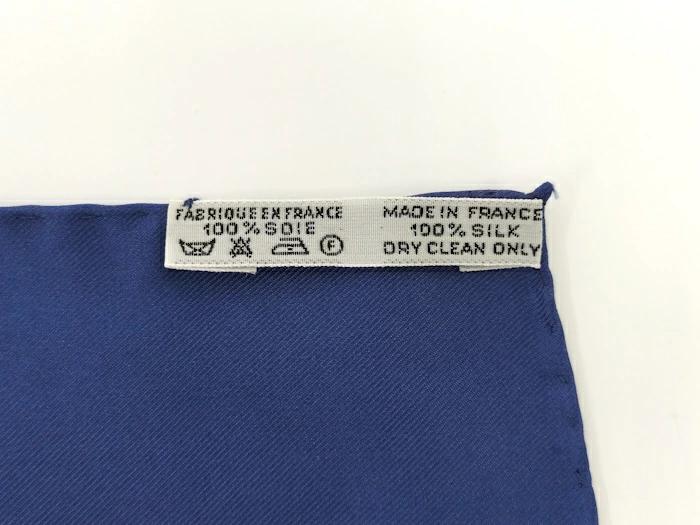 FABRIQUE EN FRANCE
100% SOIE
F
MADE IN FRANCE
100% SILK
DRY CLEAN ONLY